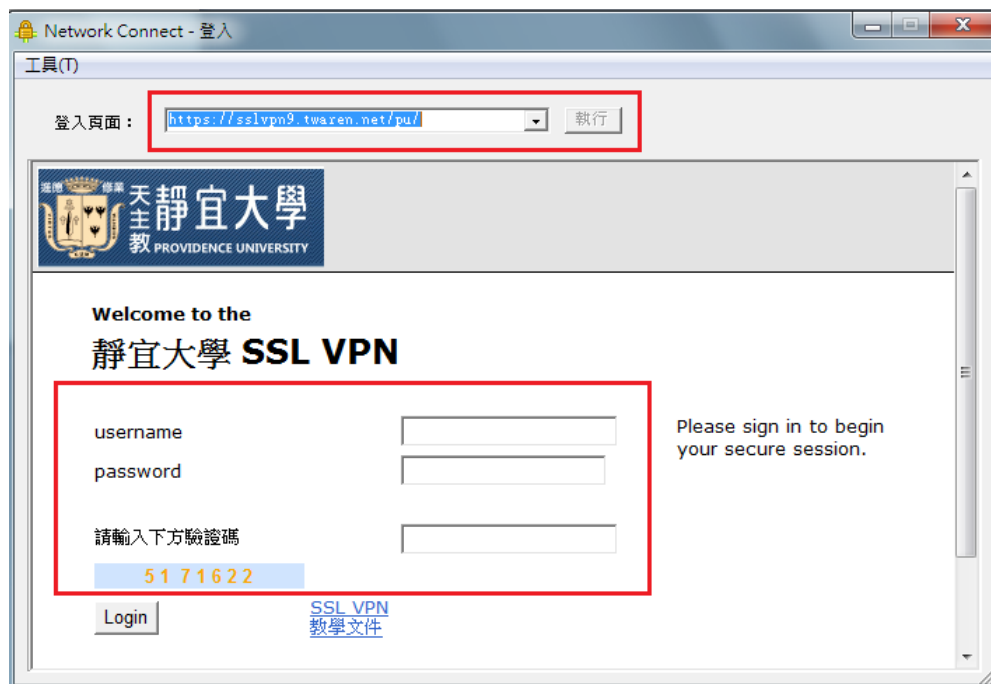 Network Connect - 登入
工具(T)
登入頁面：
https://sslvpn9.twaren.net/pu/
執行
進德 修業
天主教 靜宜大學
PROVIDENCE UNIVERSITY
Welcome to the
靜宜大學 SSL VPN
username
password
Please sign in to begin
your secure session.
請輸入下方驗證碼
5171622
Login
SSL VPN
教學文件